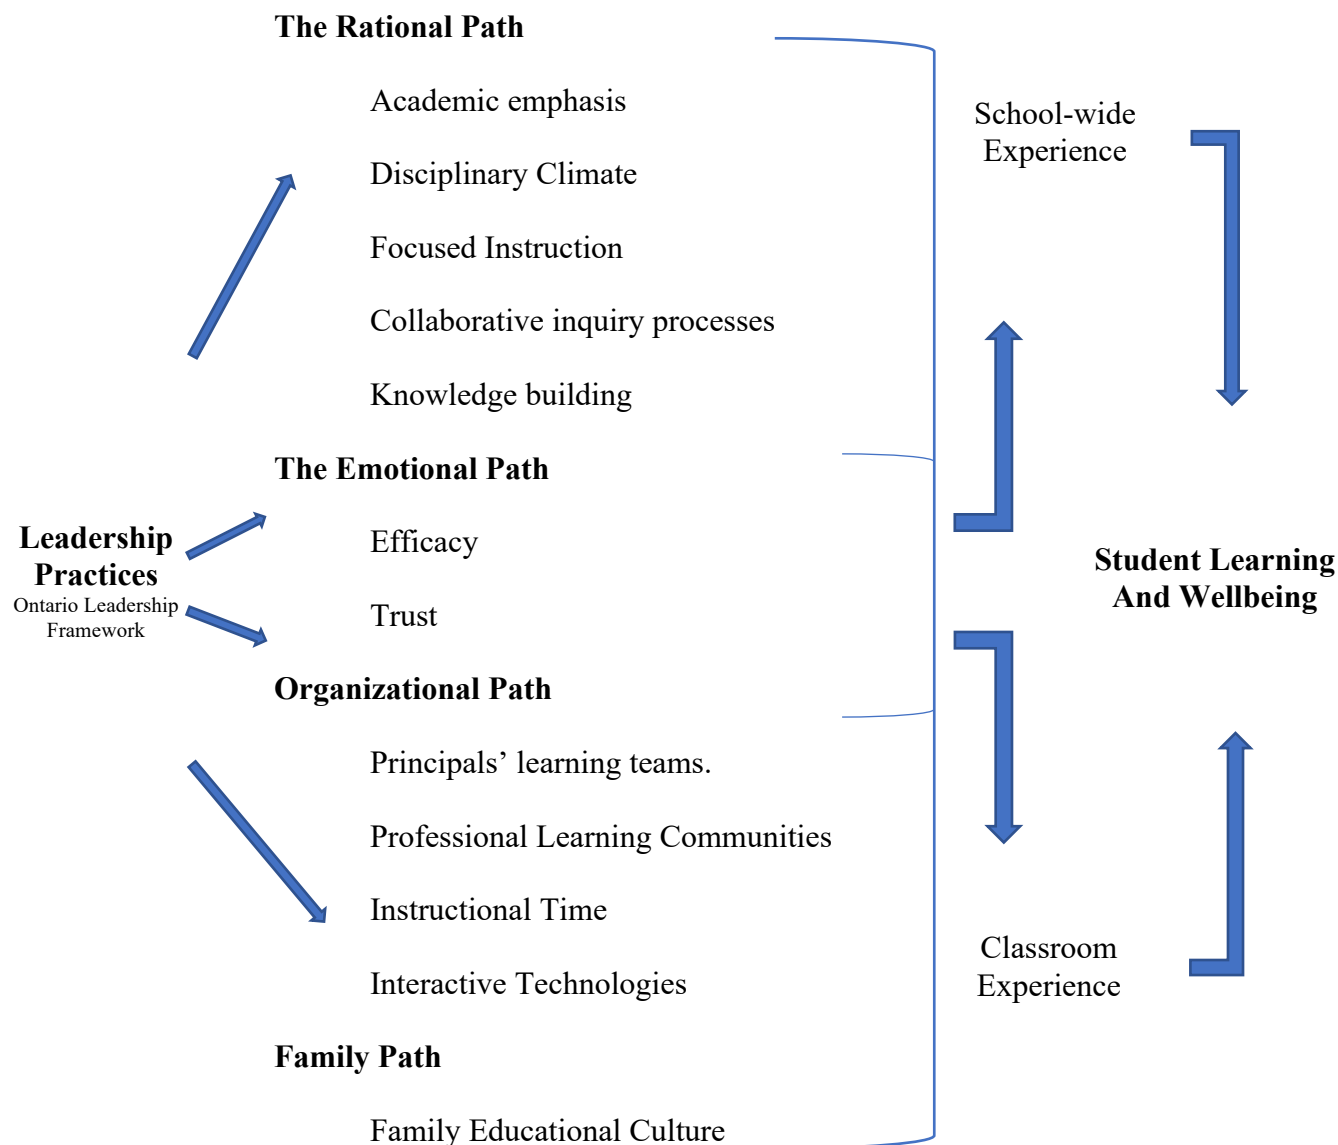 The Rational Path
Academic emphasis
Disciplinary Climate
Focused Instruction
Collaborative inquiry processes
Knowledge building
The Emotional Path
Efficacy
Trust
Organizational Path
Principals’ learning teams.
Professional Learning Communities
Instructional Time
Interactive Technologies
Family Path
Family Educational Culture
Leadership
Practices
Ontario Leadership
Framework
School-wide
Experience
Classroom
Experience
Student Learning
And Wellbeing